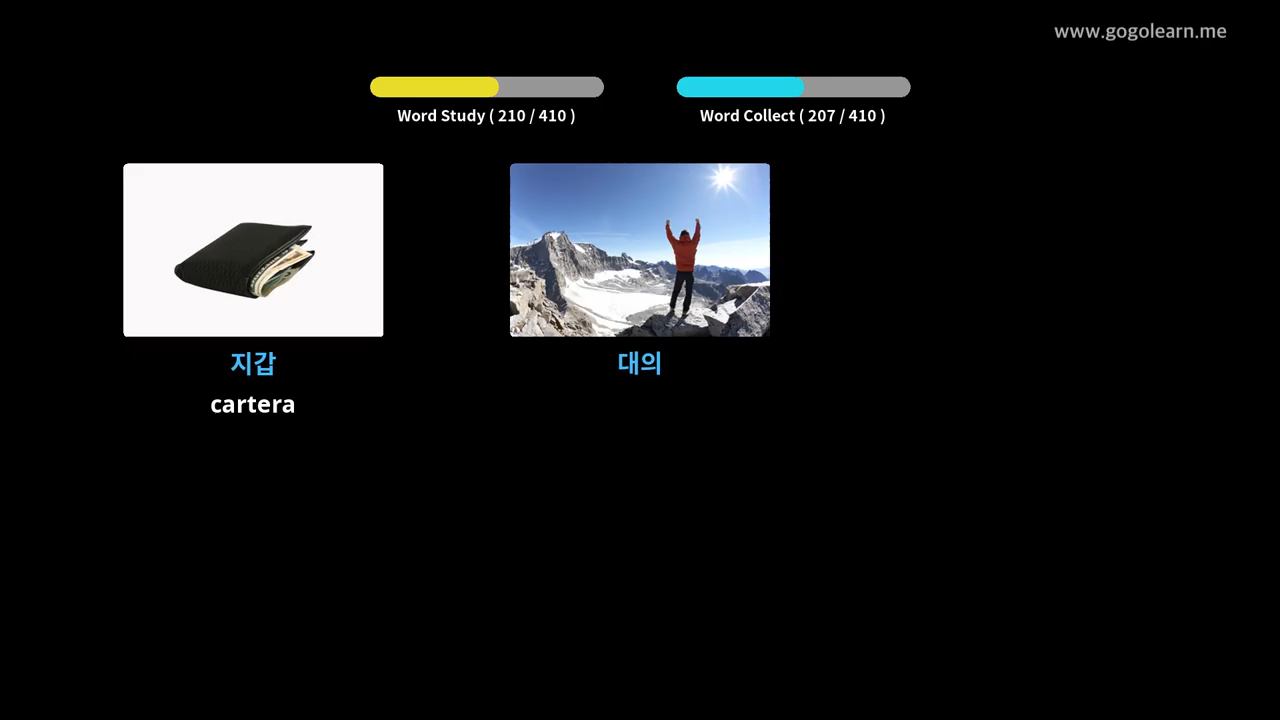 www.gogolearn.me
Word Study ( 210 / 410 )
Word Collect ( 207 / 410 )
지갑
cartera
대의